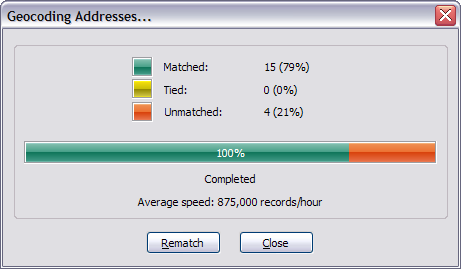 Geocoding Addresses...
Matched: 15 (79%)
Tied: 0 (0%)
Unmatched: 4 (21%)
100%
Completed
Average speed: 875,000 records/hour
Rematch Close